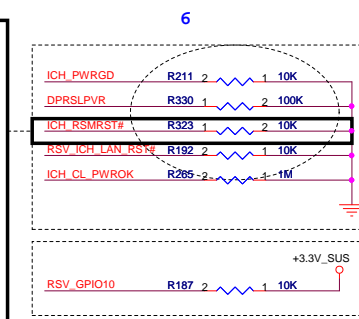 6
ICH_PWRGD R211 2 1 10K
DPRSLPVR R330 1 2 100K
ICH_RSMRST# R323 1 2 10K
RSV_ICH_LAN_RST# R192 2 1 10K
ICH_CL_PWROK R265 2 1 1M
+3.3V_SUS
RSV_GPIO10 R187 2 1 10K